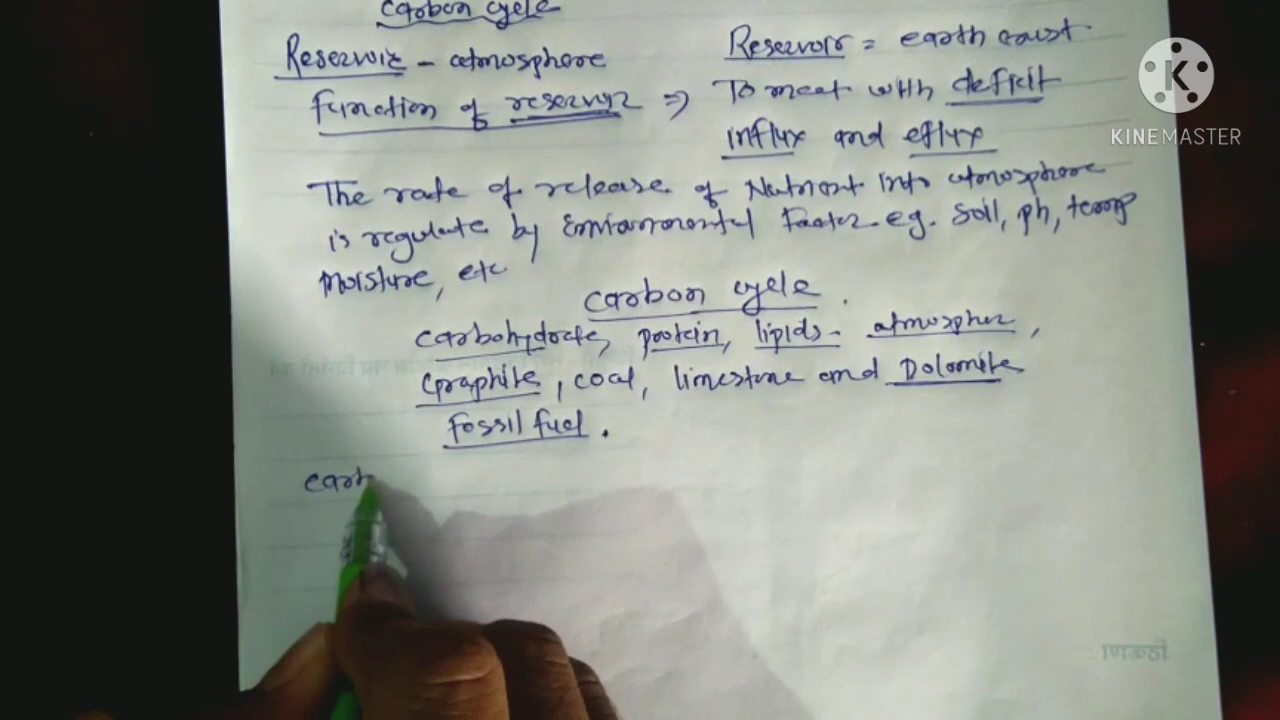 carbon cycle
Reservoir - atmosphere
Reservoir = earth crust
function of reservoir ⇒ To meet with deficit
influx and eflux
The rate of release of Nutrient into atmosphere
is regulate by Environmental Factor. eg. Soil, ph, temp
Moisture, etc
carbon cycle.
carbohydrate, protein, lipids - atmospher,
Graphite, coal, limestone and Dolomite
fossil fuel.
carb
K
KINEMASTER